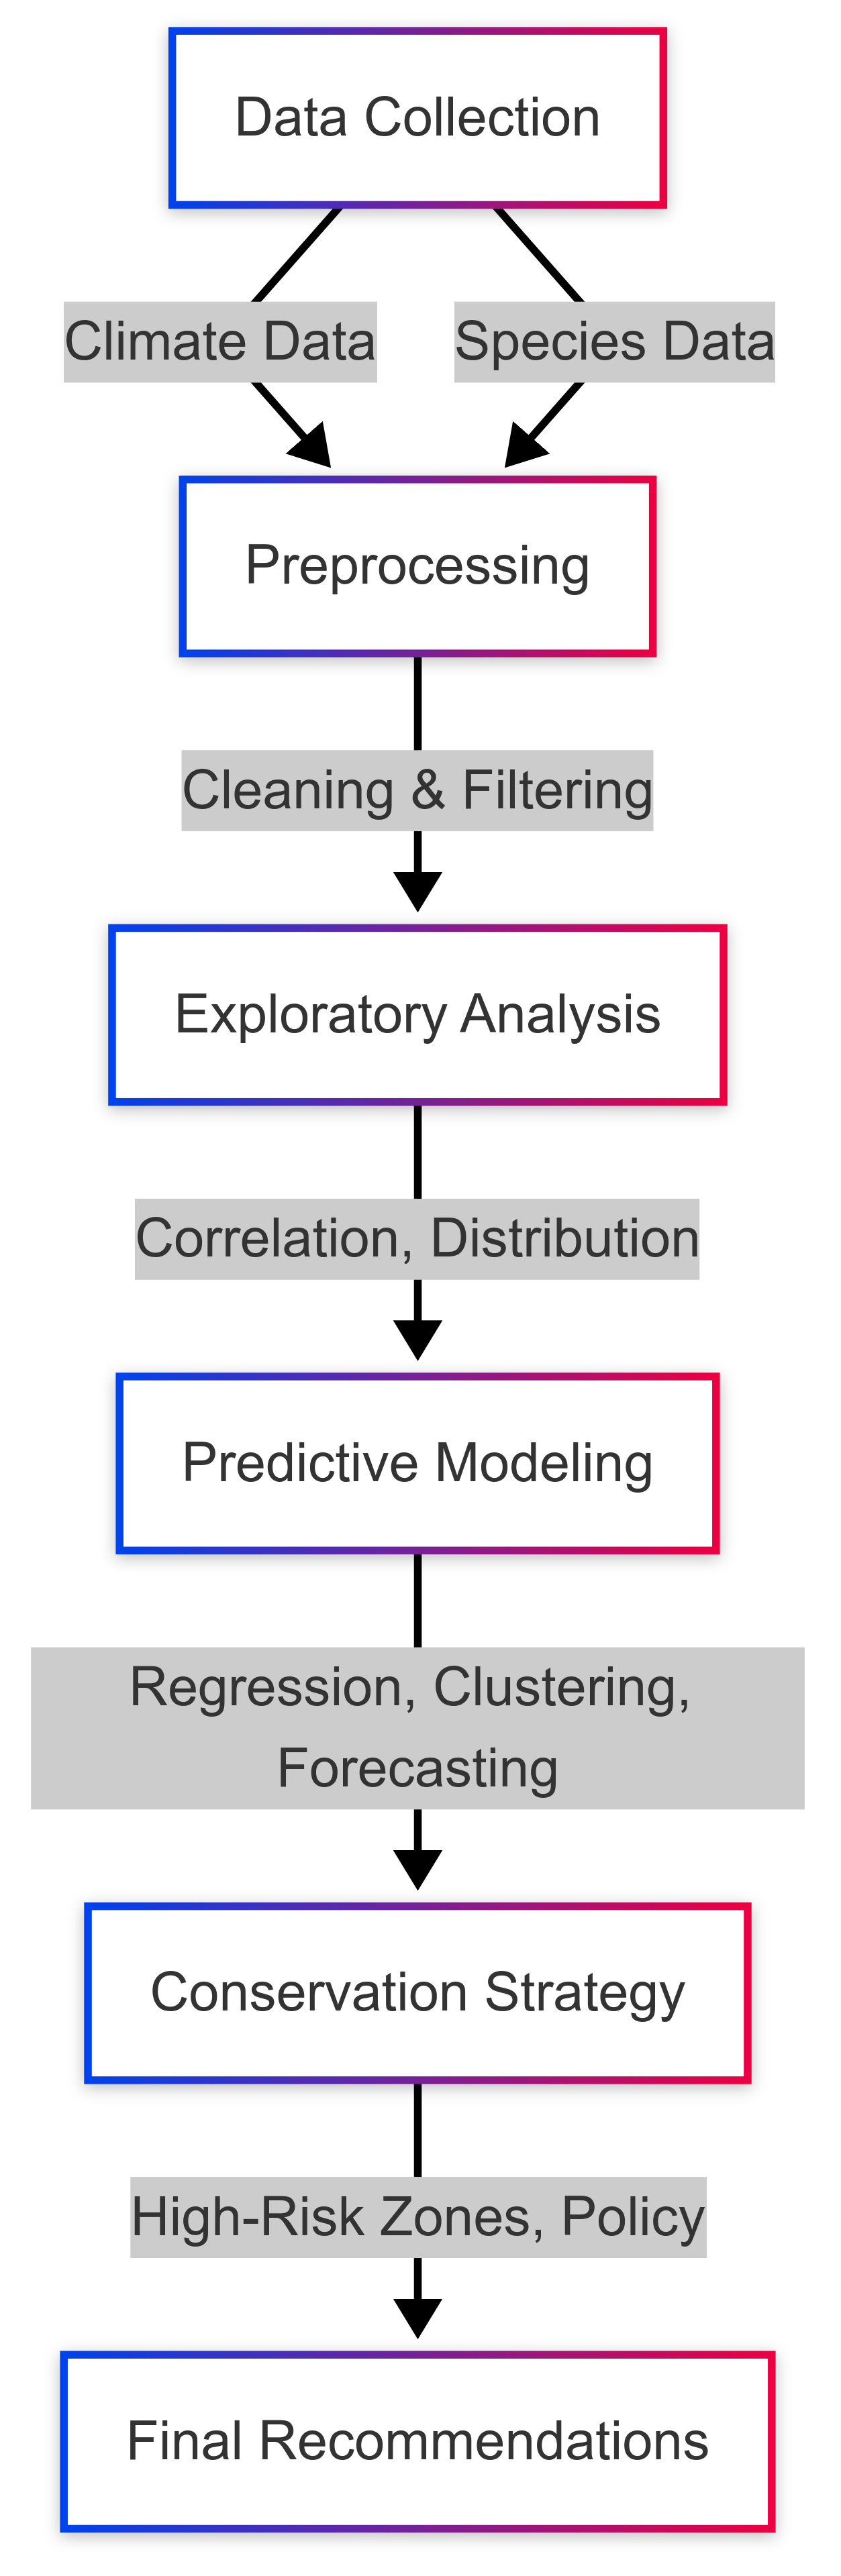 Data Collection
Climate Data
Species Data
Preprocessing
Cleaning & Filtering
Exploratory Analysis
Correlation, Distribution
Predictive Modeling
Regression, Clustering,
Forecasting
Conservation Strategy
High-Risk Zones, Policy
Final Recommendations